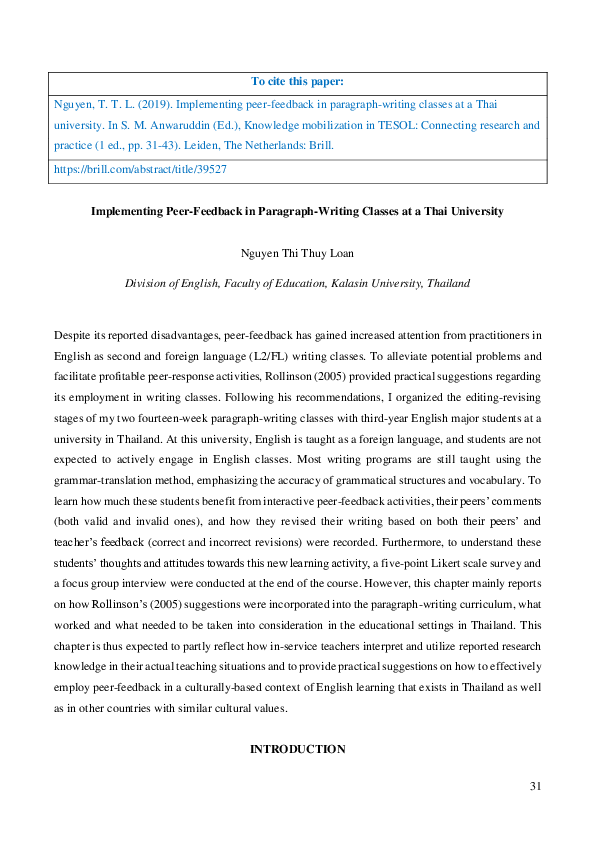 To cite this paper:
Nguyen, T. T. L. (2019). Implementing peer-feedback in paragraph-writing classes at a Thai
university. In S. M. Anwaruddin (Ed.), Knowledge mobilization in TESOL: Connecting research and
practice (1 ed., pp. 31-43). Leiden, The Netherlands: Brill.
https://brill.com/abstract/title/39527
Implementing Peer-Feedback in Paragraph-Writing Classes at a Thai University
Nguyen Thi Thuy Loan
Division of English, Faculty of Education, Kalasin University, Thailand
Despite its reported disadvantages, peer-feedback has gained increased attention from practitioners in
English as second and foreign language (L2/FL) writing classes. To alleviate potential problems and
facilitate profitable peer-response activities, Rollinson (2005) provided practical suggestions regarding
its employment in writing classes. Following his recommendations, I organized the editing-revising
stages of my two fourteen-week paragraph-writing classes with third-year English major students at a
university in Thailand. At this university, English is taught as a foreign language, and students are not
expected to actively engage in English classes. Most writing programs are still taught using the
grammar-translation method, emphasizing the accuracy of grammatical structures and vocabulary. To
learn how much these students benefit from interactive peer-feedback activities, their peers' comments
(both valid and invalid ones), and how they revised their writing based on both their peers' and
teacher's feedback (correct and incorrect revisions) were recorded. Furthermore, to understand these
students' thoughts and attitudes towards this new learning activity, a five-point Likert scale survey and
a focus group interview were conducted at the end of the course. However, this chapter mainly reports
on how Rollinson's (2005) suggestions were incorporated into the paragraph-writing curriculum, what
worked and what needed to be taken into consideration in the educational settings in Thailand. This
chapter is thus expected to partly reflect how in-service teachers interpret and utilize reported research
knowledge in their actual teaching situations and to provide practical suggestions on how to effectively
employ peer-feedback in a culturally-based context of English learning that exists in Thailand as well
as in other countries with similar cultural values.
INTRODUCTION
31